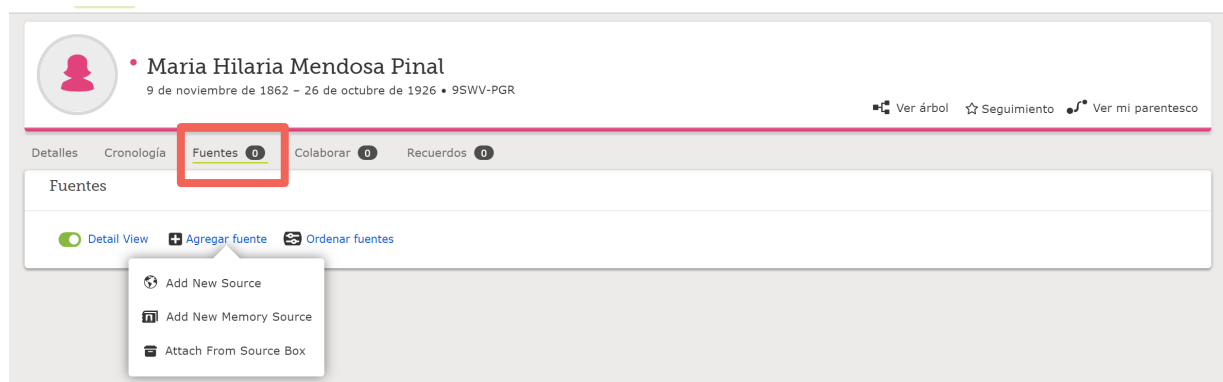 Maria Hilaria Mendosa Pinal
9 de noviembre de 1862 – 26 de octubre de 1926 • 9SWV-PGR
Ver árbol Seguimiento Ver mi parentesco
Detalles Cronología Fuentes 0 Colaborar 0 Recuerdos 0
Fuentes
Detail View Agregar fuente Ordenar fuentes
Add New Source
Add New Memory Source
Attach From Source Box